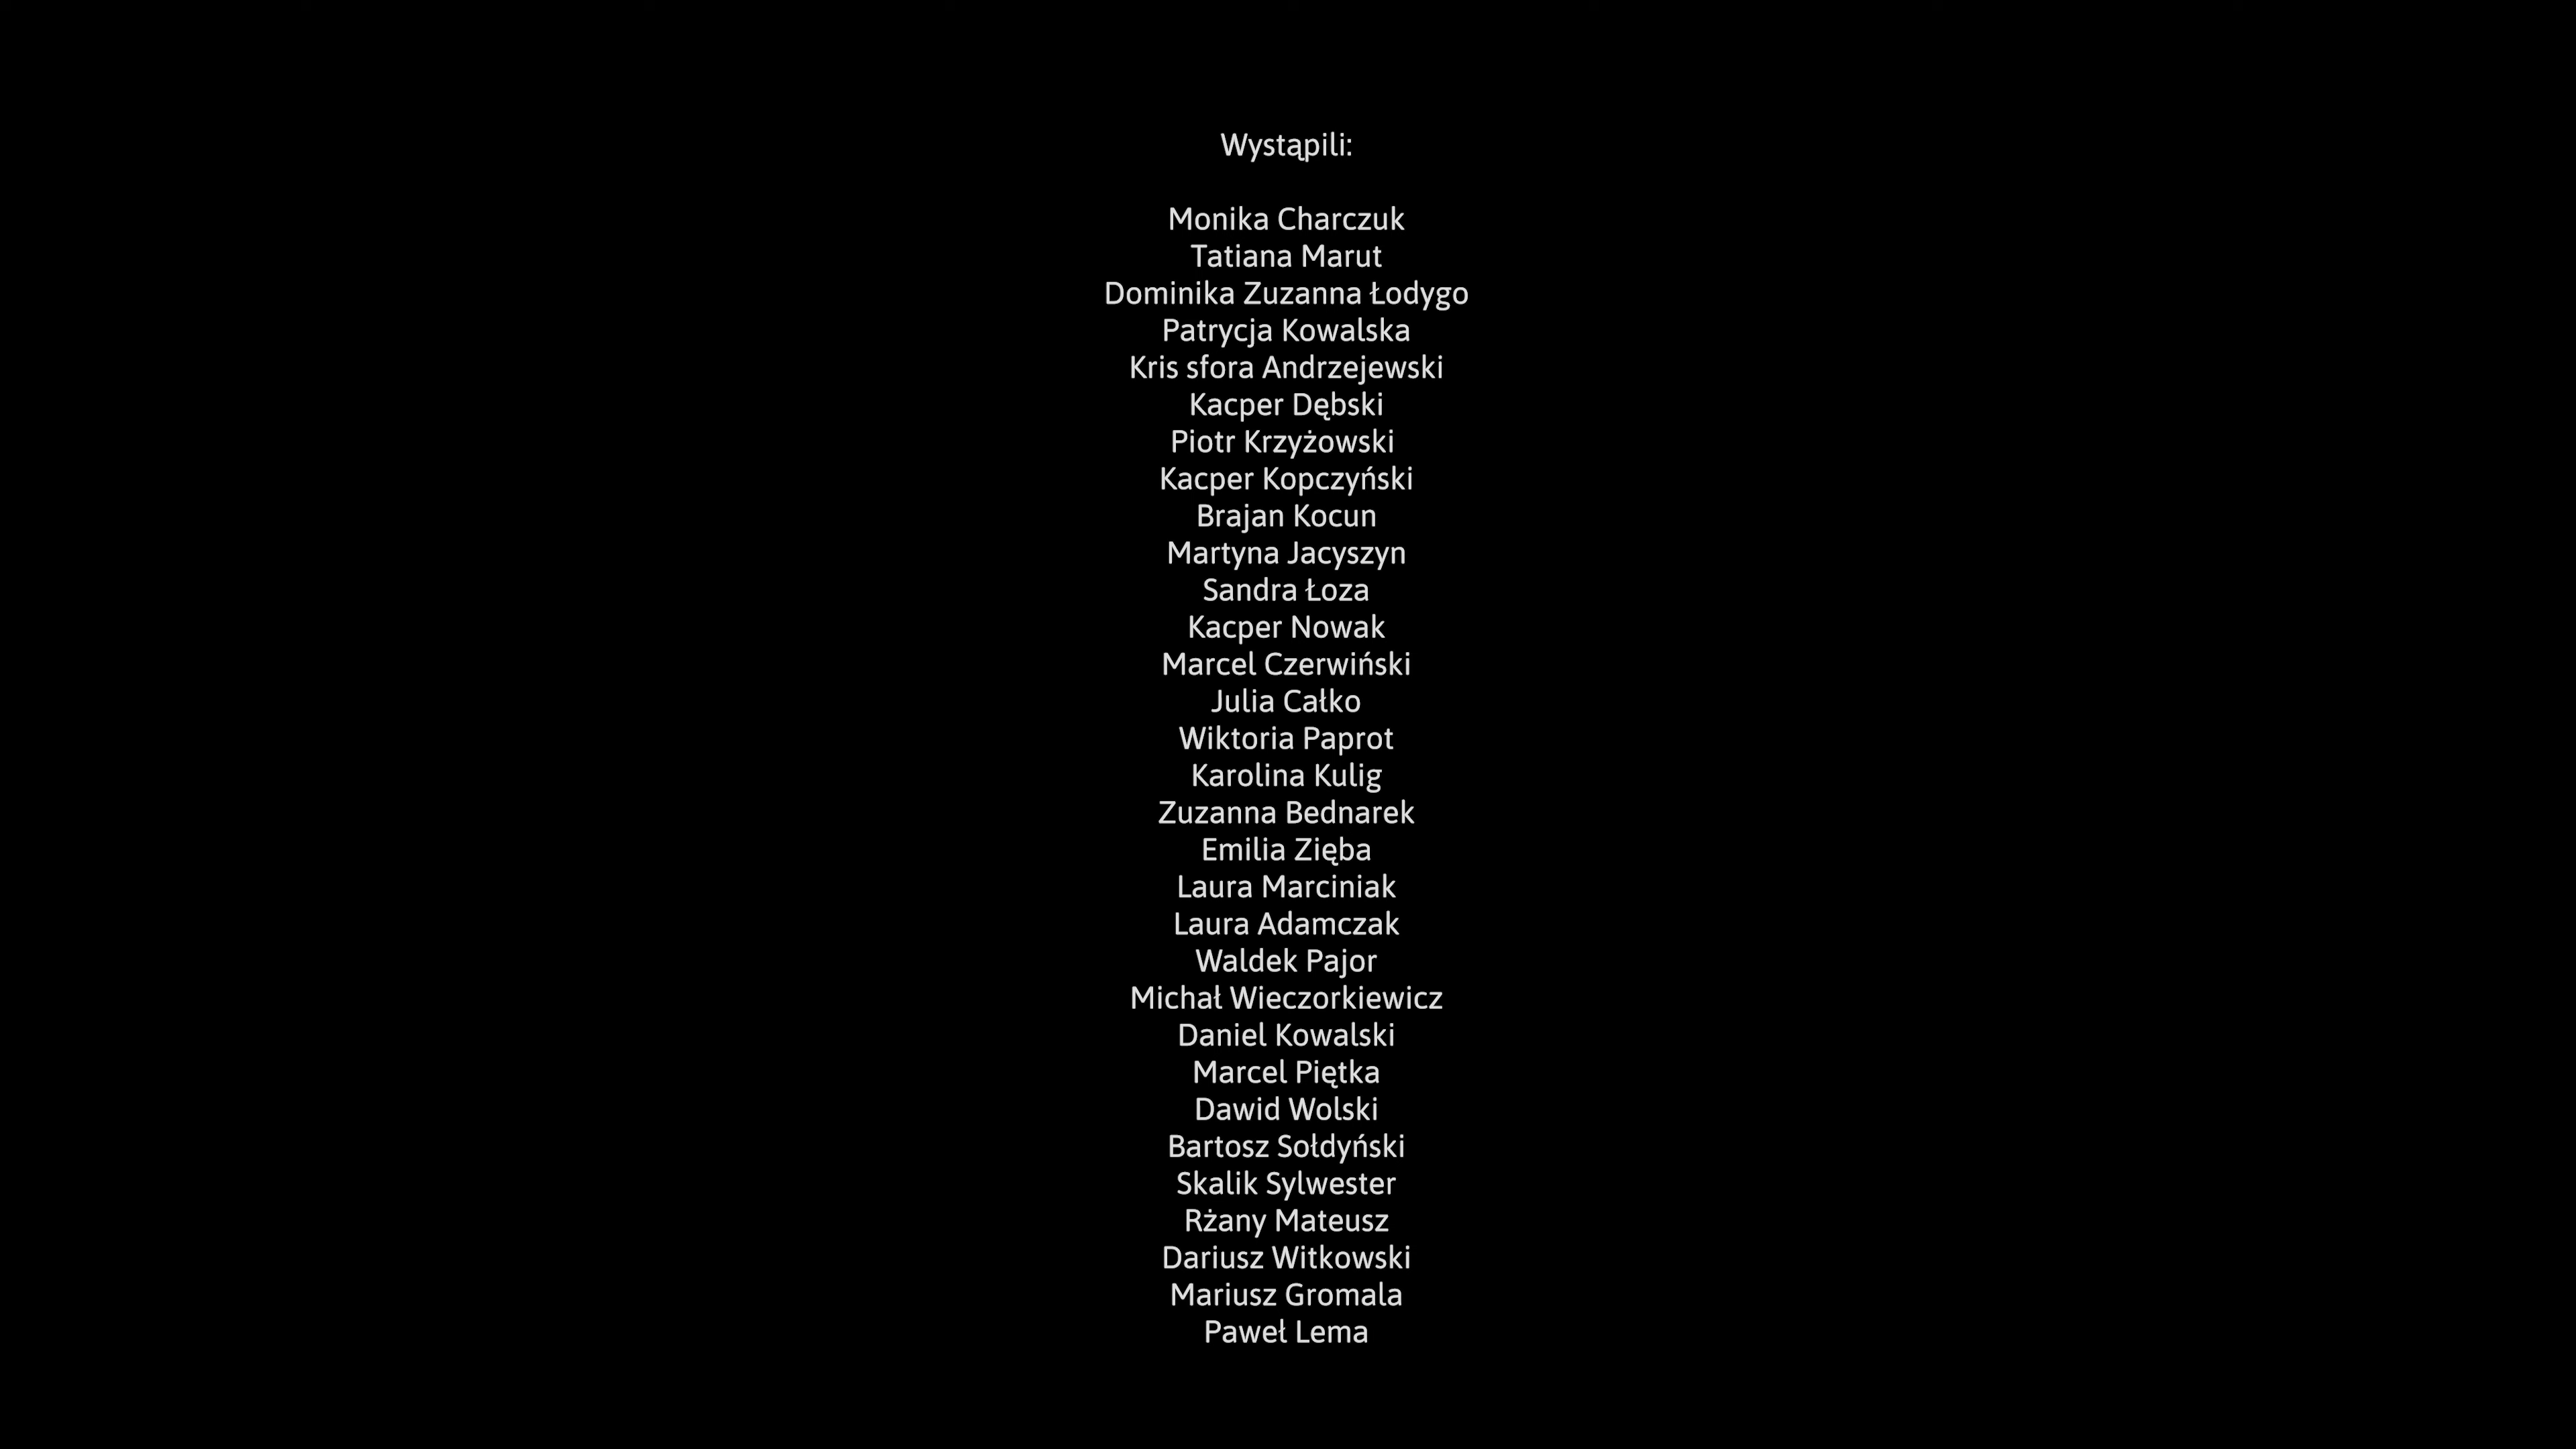 Wystąpili:
Monika Charczuk
Tatiana Marut
Dominika Zuzanna Łodygo
Patrycja Kowalska
Kris sfora Andrzejewski
Kacper Dębski
Piotr Krzyżowski
Kacper Kopczyński
Brajan Kocun
Martyna Jacyszyn
Sandra Łoza
Kacper Nowak
Marcel Czerwiński
Julia Całko
Wiktoria Paprot
Karolina Kulig
Zuzanna Bednarek
Emilia Zięba
Laura Marciniak
Laura Adamczak
Waldek Pajor
Michał Wieczorkiewicz
Daniel Kowalski
Marcel Piętka
Dawid Wolski
Bartosz Sołdyński
Skalik Sylwester
Rżany Mateusz
Dariusz Witkowski
Mariusz Gromala
Paweł Lema